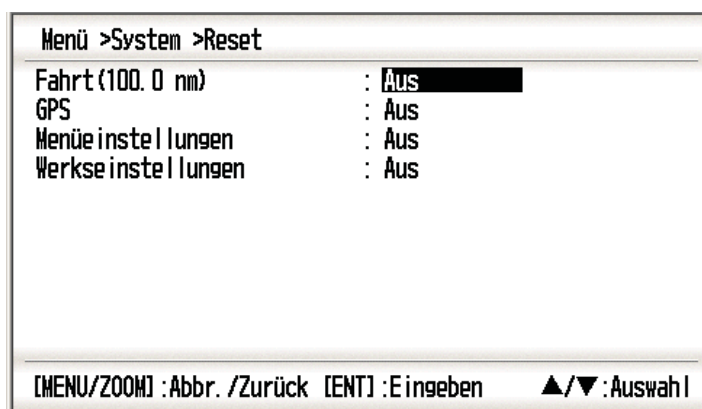 Menü >System >Reset
Fahrt(100.0 nm) : Aus
GPS : Aus
Menüeinstellungen : Aus
Werkseinstellungen : Aus
[MENU/ZOOM]:Abbr./Zurück [ENT]:Eingeben ▲/▼:Auswahl